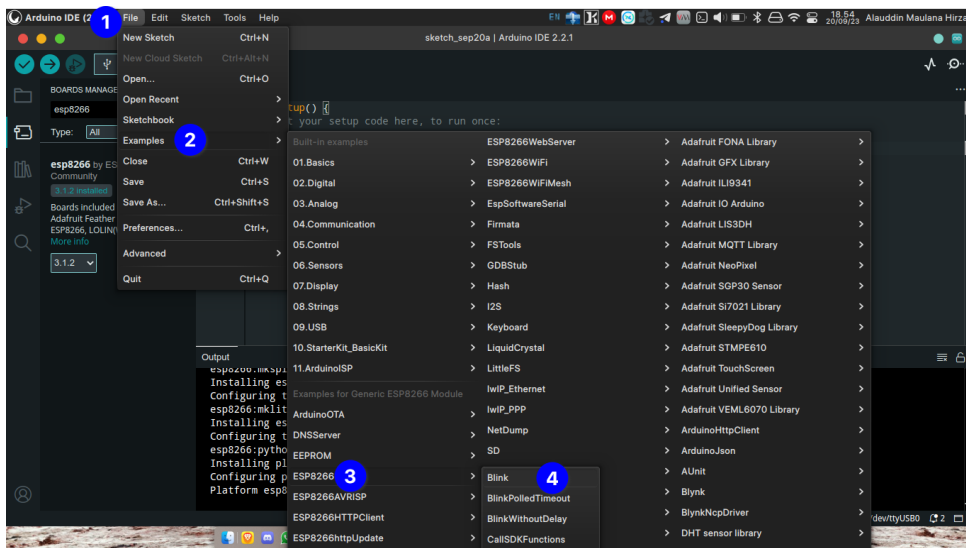 Arduino IDE (2 File Edit Sketch Tools Help EN 18.54 20/09/23 Alauddin Maulana Hirza
1
sketch_sep20a | Arduino IDE 2.2.1
New Sketch Ctrl+N
New Cloud Sketch Ctrl+Alt+N
Open... Ctrl+O
Open Recent
Sketchbook
Examples 2
Close Ctrl+W
Save Ctrl+S
Save As... Ctrl+Shift+S
Preferences... Ctrl+,
Advanced
Quit Ctrl+Q
BOARDS MANAGE
esp8266
Type: All
esp8266 by ES
Community
3.1.2 installed
Boards included
Adafruit Feather
ESP8266, LOLIN(
More info
3.1.2
tup() {
t your setup code here, to run once:
Built-in examples
01.Basics
02.Digital
03.Analog
04.Communication
05.Control
06.Sensors
07.Display
08.Strings
09.USB
10.StarterKit_BasicKit
11.ArduinoISP
Examples for Generic ESP8266 Module
ArduinoOTA
DNSServer
EEPROM
ESP8266 3
ESP8266AVRISP
ESP8266HTTPClient
ESP8266httpUpdate
ESP8266WebServer
ESP8266WiFi
ESP8266WiFiMesh
EspSoftwareSerial
Firmata
FSTools
GDBStub
Hash
I2S
Keyboard
LiquidCrystal
LittleFS
lwIP_Ethernet
lwIP_PPP
NetDump
SD
Blink 4
BlinkPolledTimeout
BlinkWithoutDelay
CallSDKFunctions
Adafruit FONA Library
Adafruit GFX Library
Adafruit ILI9341
Adafruit IO Arduino
Adafruit LIS3DH
Adafruit MQTT Library
Adafruit NeoPixel
Adafruit SGP30 Sensor
Adafruit Si7021 Library
Adafruit SleepyDog Library
Adafruit STMPE610
Adafruit TouchScreen
Adafruit Unified Sensor
Adafruit VEML6070 Library
ArduinoHttpClient
ArduinoJson
AUnit
Blynk
BlynkNcpDriver
DHT sensor library
Output
esp8266:mkspi
Installing es
Configuring t
esp8266:mklit
Installing es
Configuring t
esp8266:pytho
Installing pl
Configuring p
Platform esp8
/dev/ttyUSB0 2